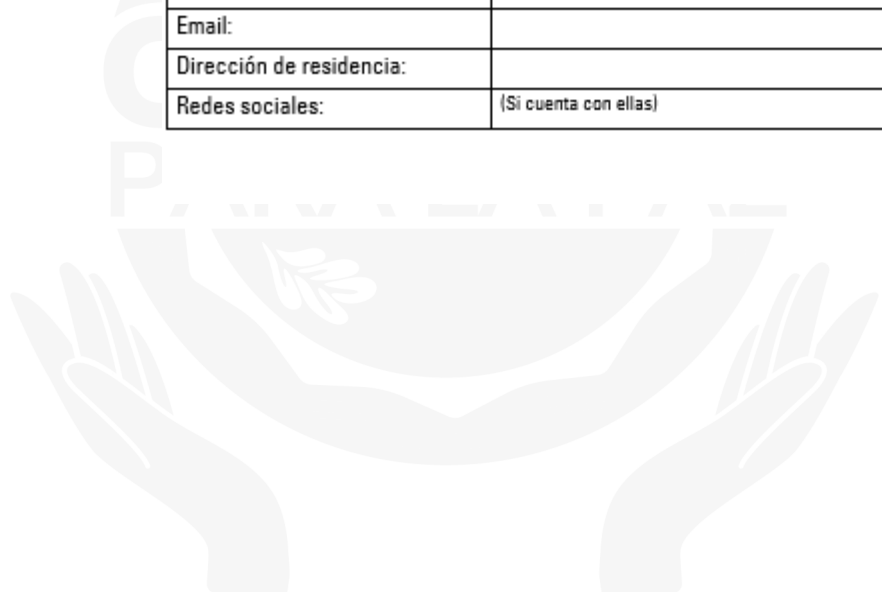 Email:
Dirección de residencia:
Redes sociales: (Si cuenta con ellas)